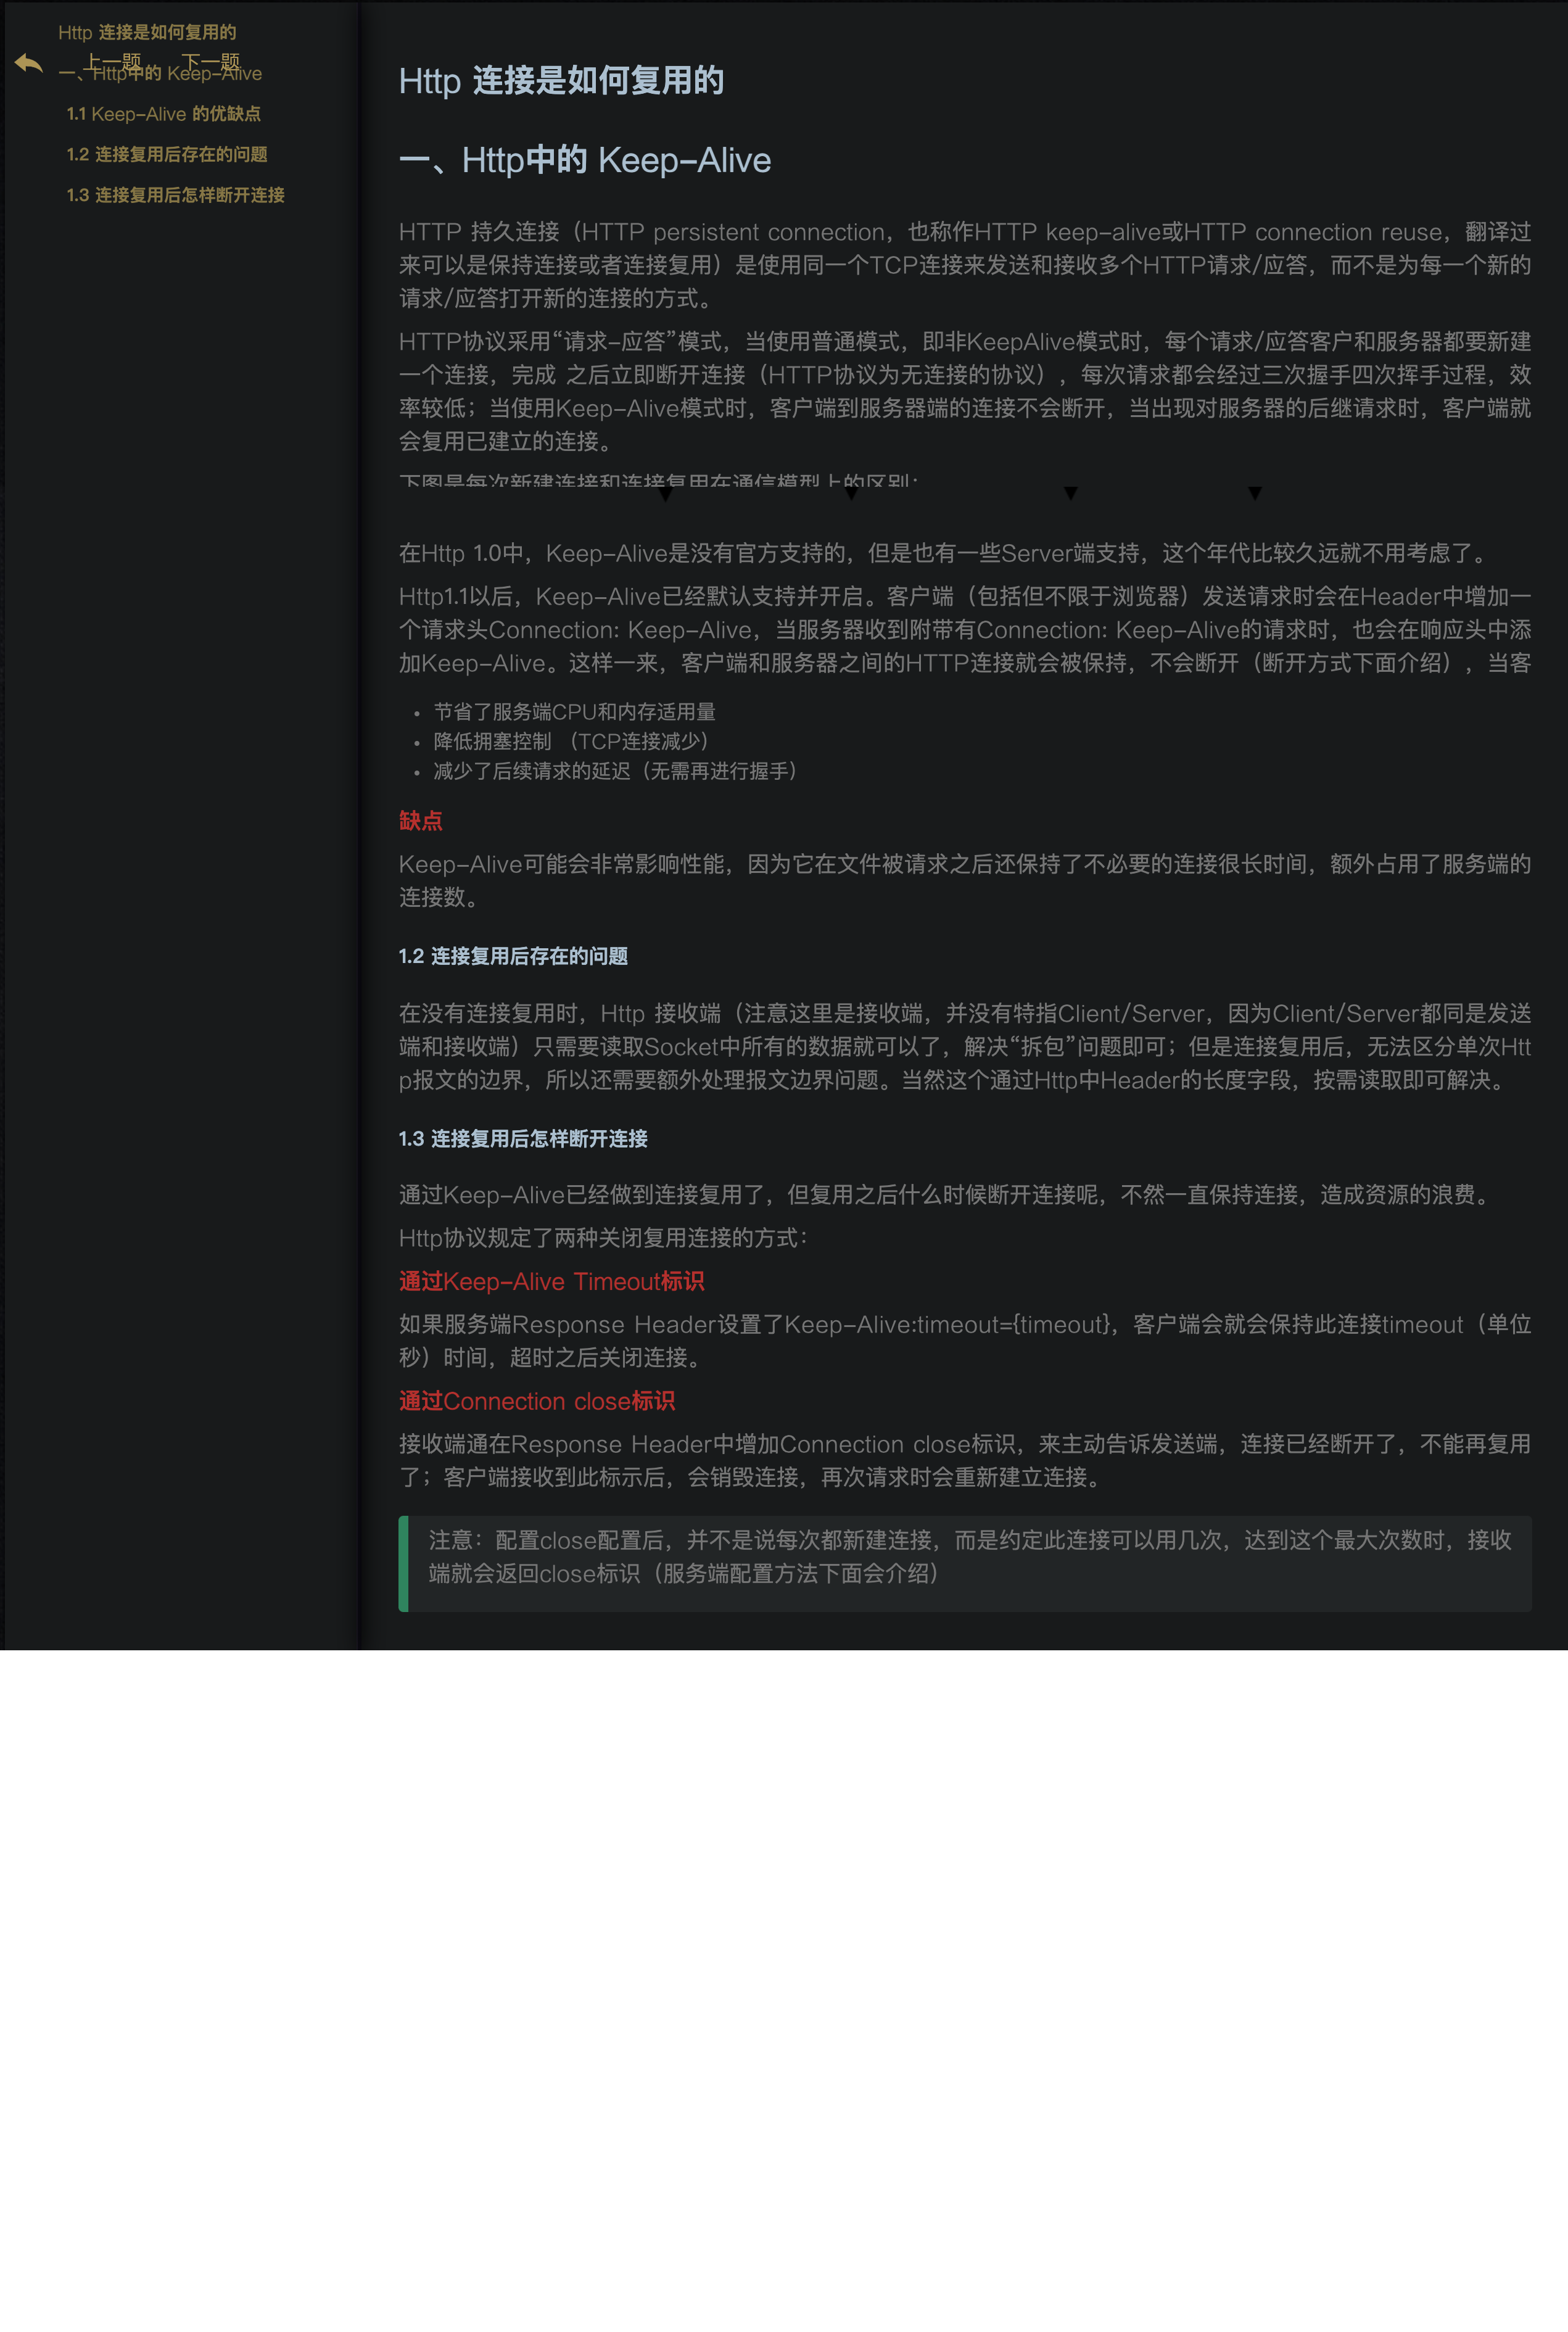 Http 连接是如何复用的
上一题 下一题
一、Http中的 Keep-Alive
1.1 Keep-Alive 的优缺点
1.2 连接复用后存在的问题
1.3 连接复用后怎样断开连接
Http 连接是如何复用的
一、Http中的 Keep-Alive
HTTP 持久连接（HTTP persistent connection，也称作HTTP keep-alive或HTTP connection reuse，翻译过
来可以是保持连接或者连接复用）是使用同一个TCP连接来发送和接收多个HTTP请求/应答，而不是为每一个新的
请求/应答打开新的连接的方式。
HTTP协议采用“请求-应答”模式，当使用普通模式，即非KeepAlive模式时，每个请求/应答客户和服务器都要新建
一个连接，完成 之后立即断开连接（HTTP协议为无连接的协议），每次请求都会经过三次握手四次挥手过程，效
率较低；当使用Keep-Alive模式时，客户端到服务器端的连接不会断开，当出现对服务器的后继请求时，客户端就
会复用已建立的连接。
下图是每次新建连接和连接复用在通信模型上的区别：
在Http 1.0中，Keep-Alive是没有官方支持的，但是也有一些Server端支持，这个年代比较久远就不用考虑了。
Http1.1以后，Keep-Alive已经默认支持并开启。客户端（包括但不限于浏览器）发送请求时会在Header中增加一
个请求头Connection: Keep-Alive，当服务器收到附带有Connection: Keep-Alive的请求时，也会在响应头中添
加Keep-Alive。这样一来，客户端和服务器之间的HTTP连接就会被保持，不会断开（断开方式下面介绍），当客
• 节省了服务端CPU和内存适用量
• 降低拥塞控制 （TCP连接减少）
• 减少了后续请求的延迟（无需再进行握手）
缺点
Keep-Alive可能会非常影响性能，因为它在文件被请求之后还保持了不必要的连接很长时间，额外占用了服务端的
连接数。
1.2 连接复用后存在的问题
在没有连接复用时，Http 接收端（注意这里是接收端，并没有特指Client/Server，因为Client/Server都同是发送
端和接收端）只需要读取Socket中所有的数据就可以了，解决“拆包”问题即可；但是连接复用后，无法区分单次Htt
p报文的边界，所以还需要额外处理报文边界问题。当然这个通过Http中Header的长度字段，按需读取即可解决。
1.3 连接复用后怎样断开连接
通过Keep-Alive已经做到连接复用了，但复用之后什么时候断开连接呢，不然一直保持连接，造成资源的浪费。
Http协议规定了两种关闭复用连接的方式：
通过Keep-Alive Timeout标识
如果服务端Response Header设置了Keep-Alive:timeout={timeout}，客户端会就会保持此连接timeout（单位
秒）时间，超时之后关闭连接。
通过Connection close标识
接收端通在Response Header中增加Connection close标识，来主动告诉发送端，连接已经断开了，不能再复用
了；客户端接收到此标示后，会销毁连接，再次请求时会重新建立连接。
注意：配置close配置后，并不是说每次都新建连接，而是约定此连接可以用几次，达到这个最大次数时，接收
端就会返回close标识（服务端配置方法下面会介绍）